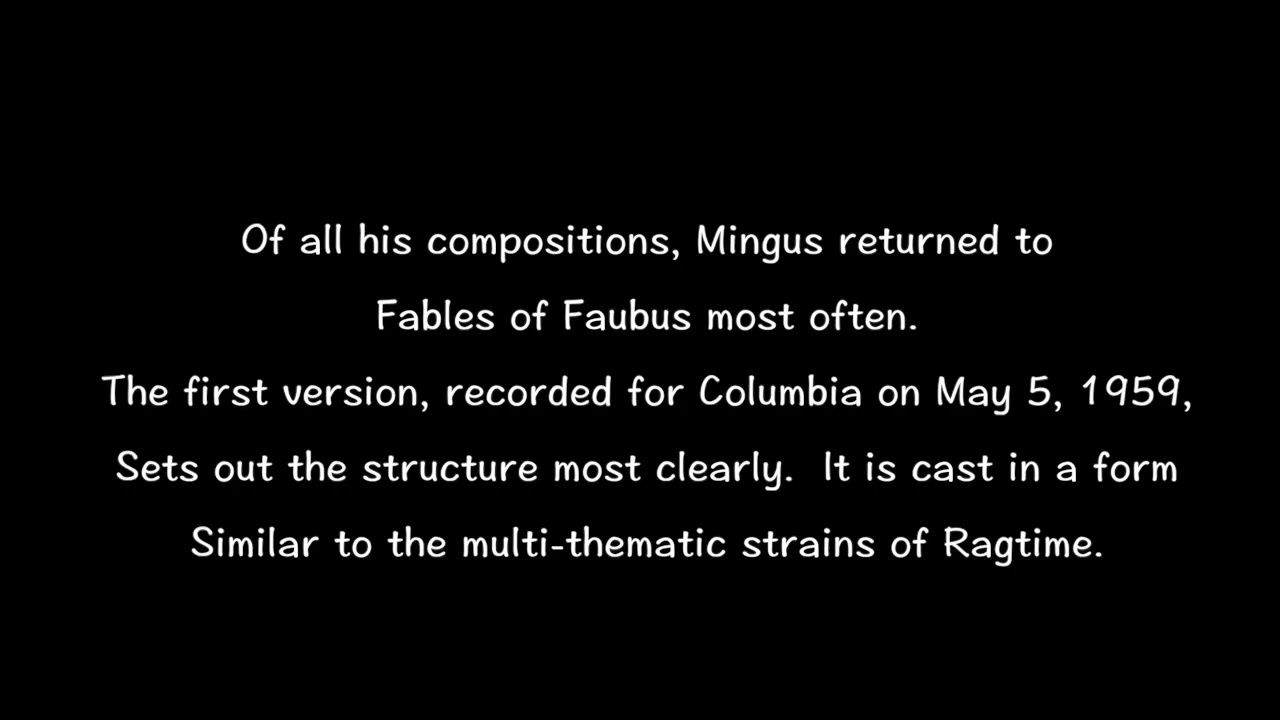 Of all his compositions, Mingus returned to
Fables of Faubus most often.
The first version, recorded for Columbia on May 5, 1959,
Sets out the structure most clearly.  It is cast in a form
Similar to the multi-thematic strains of Ragtime.